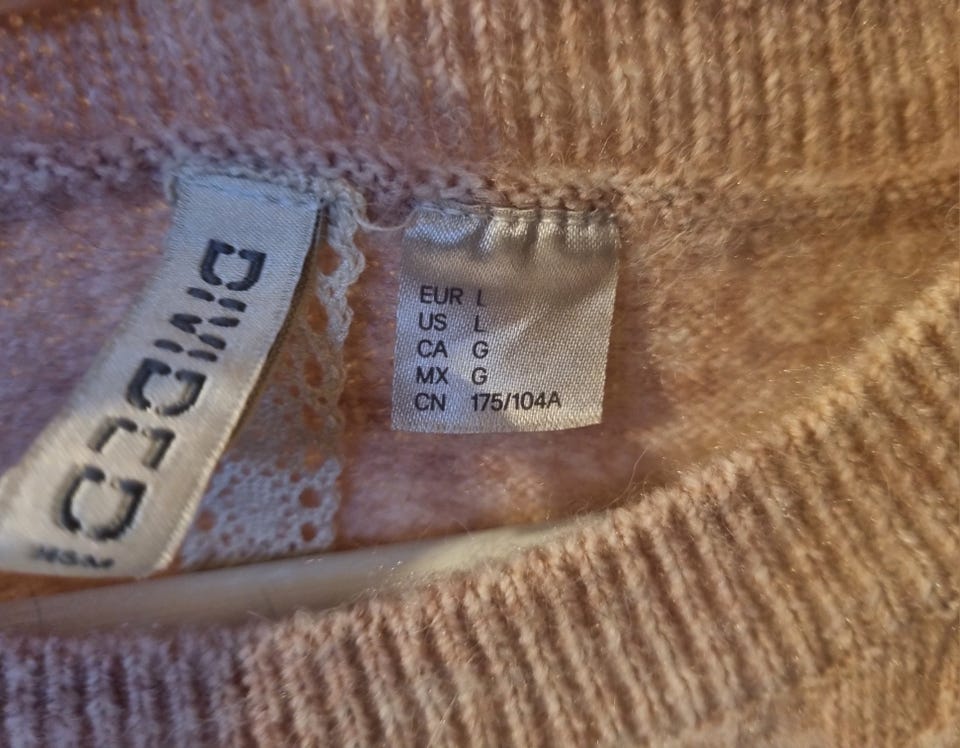 DIVIDED
H&M
EUR L
US L
CA G
MX G
CN 175/104A